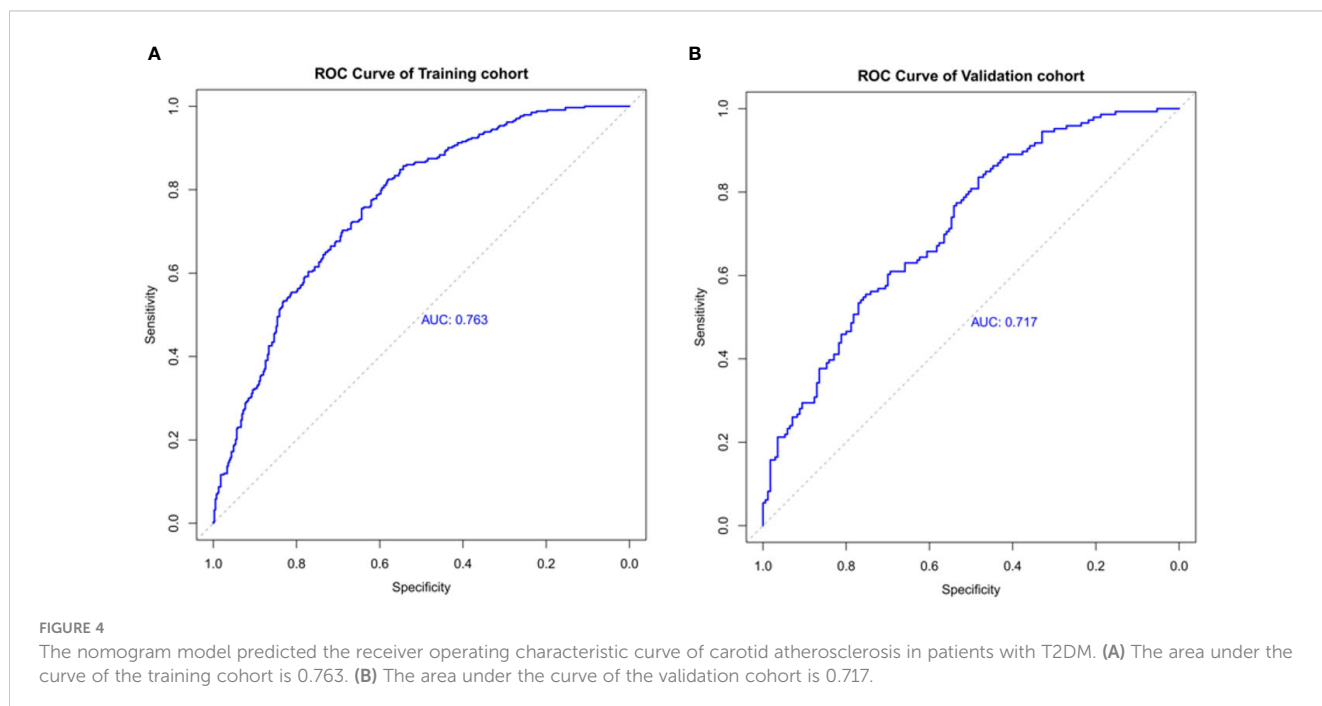 A
ROC Curve of Training cohort
1.0
0.8
0.6
0.4
0.2
0.0
Sensitivity
AUC: 0.763
1.0 0.8 0.6 0.4 0.2 0.0
Specificity
B
ROC Curve of Validation cohort
1.0
0.8
0.6
0.4
0.2
0.0
Sensitivity
AUC: 0.717
1.0 0.8 0.6 0.4 0.2 0.0
Specificity
FIGURE 4
The nomogram model predicted the receiver operating characteristic curve of carotid atherosclerosis in patients with T2DM. (A) The area under the
curve of the training cohort is 0.763. (B) The area under the curve of the validation cohort is 0.717.